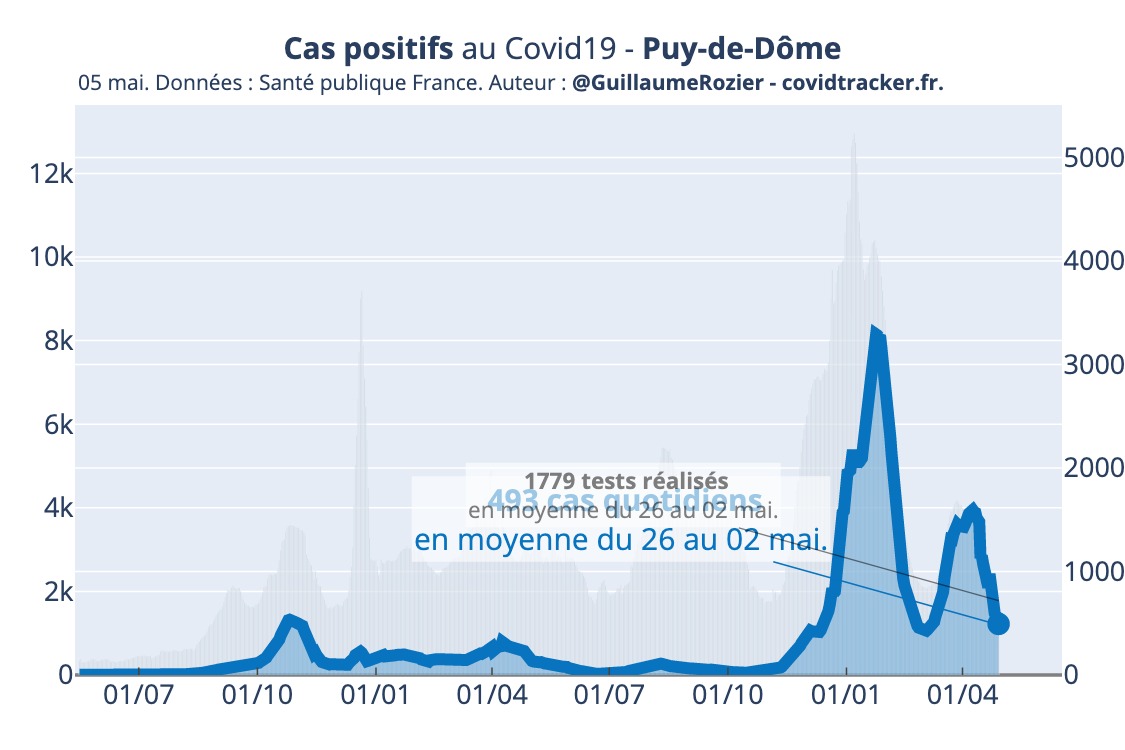 Cas positifs au Covid19 - Puy-de-Dôme
05 mai. Données : Santé publique France. Auteur : @GuillaumeRozier - covidtracker.fr.
12k
10k
8k
6k
4k
2k
0
5000
4000
3000
2000
1000
0
1779 tests réalisés
493 cas quotidiens
en moyenne du 26 au 02 mai.
en moyenne du 26 au 02 mai.
01/07
01/10
01/01
01/04
01/07
01/10
01/01
01/04